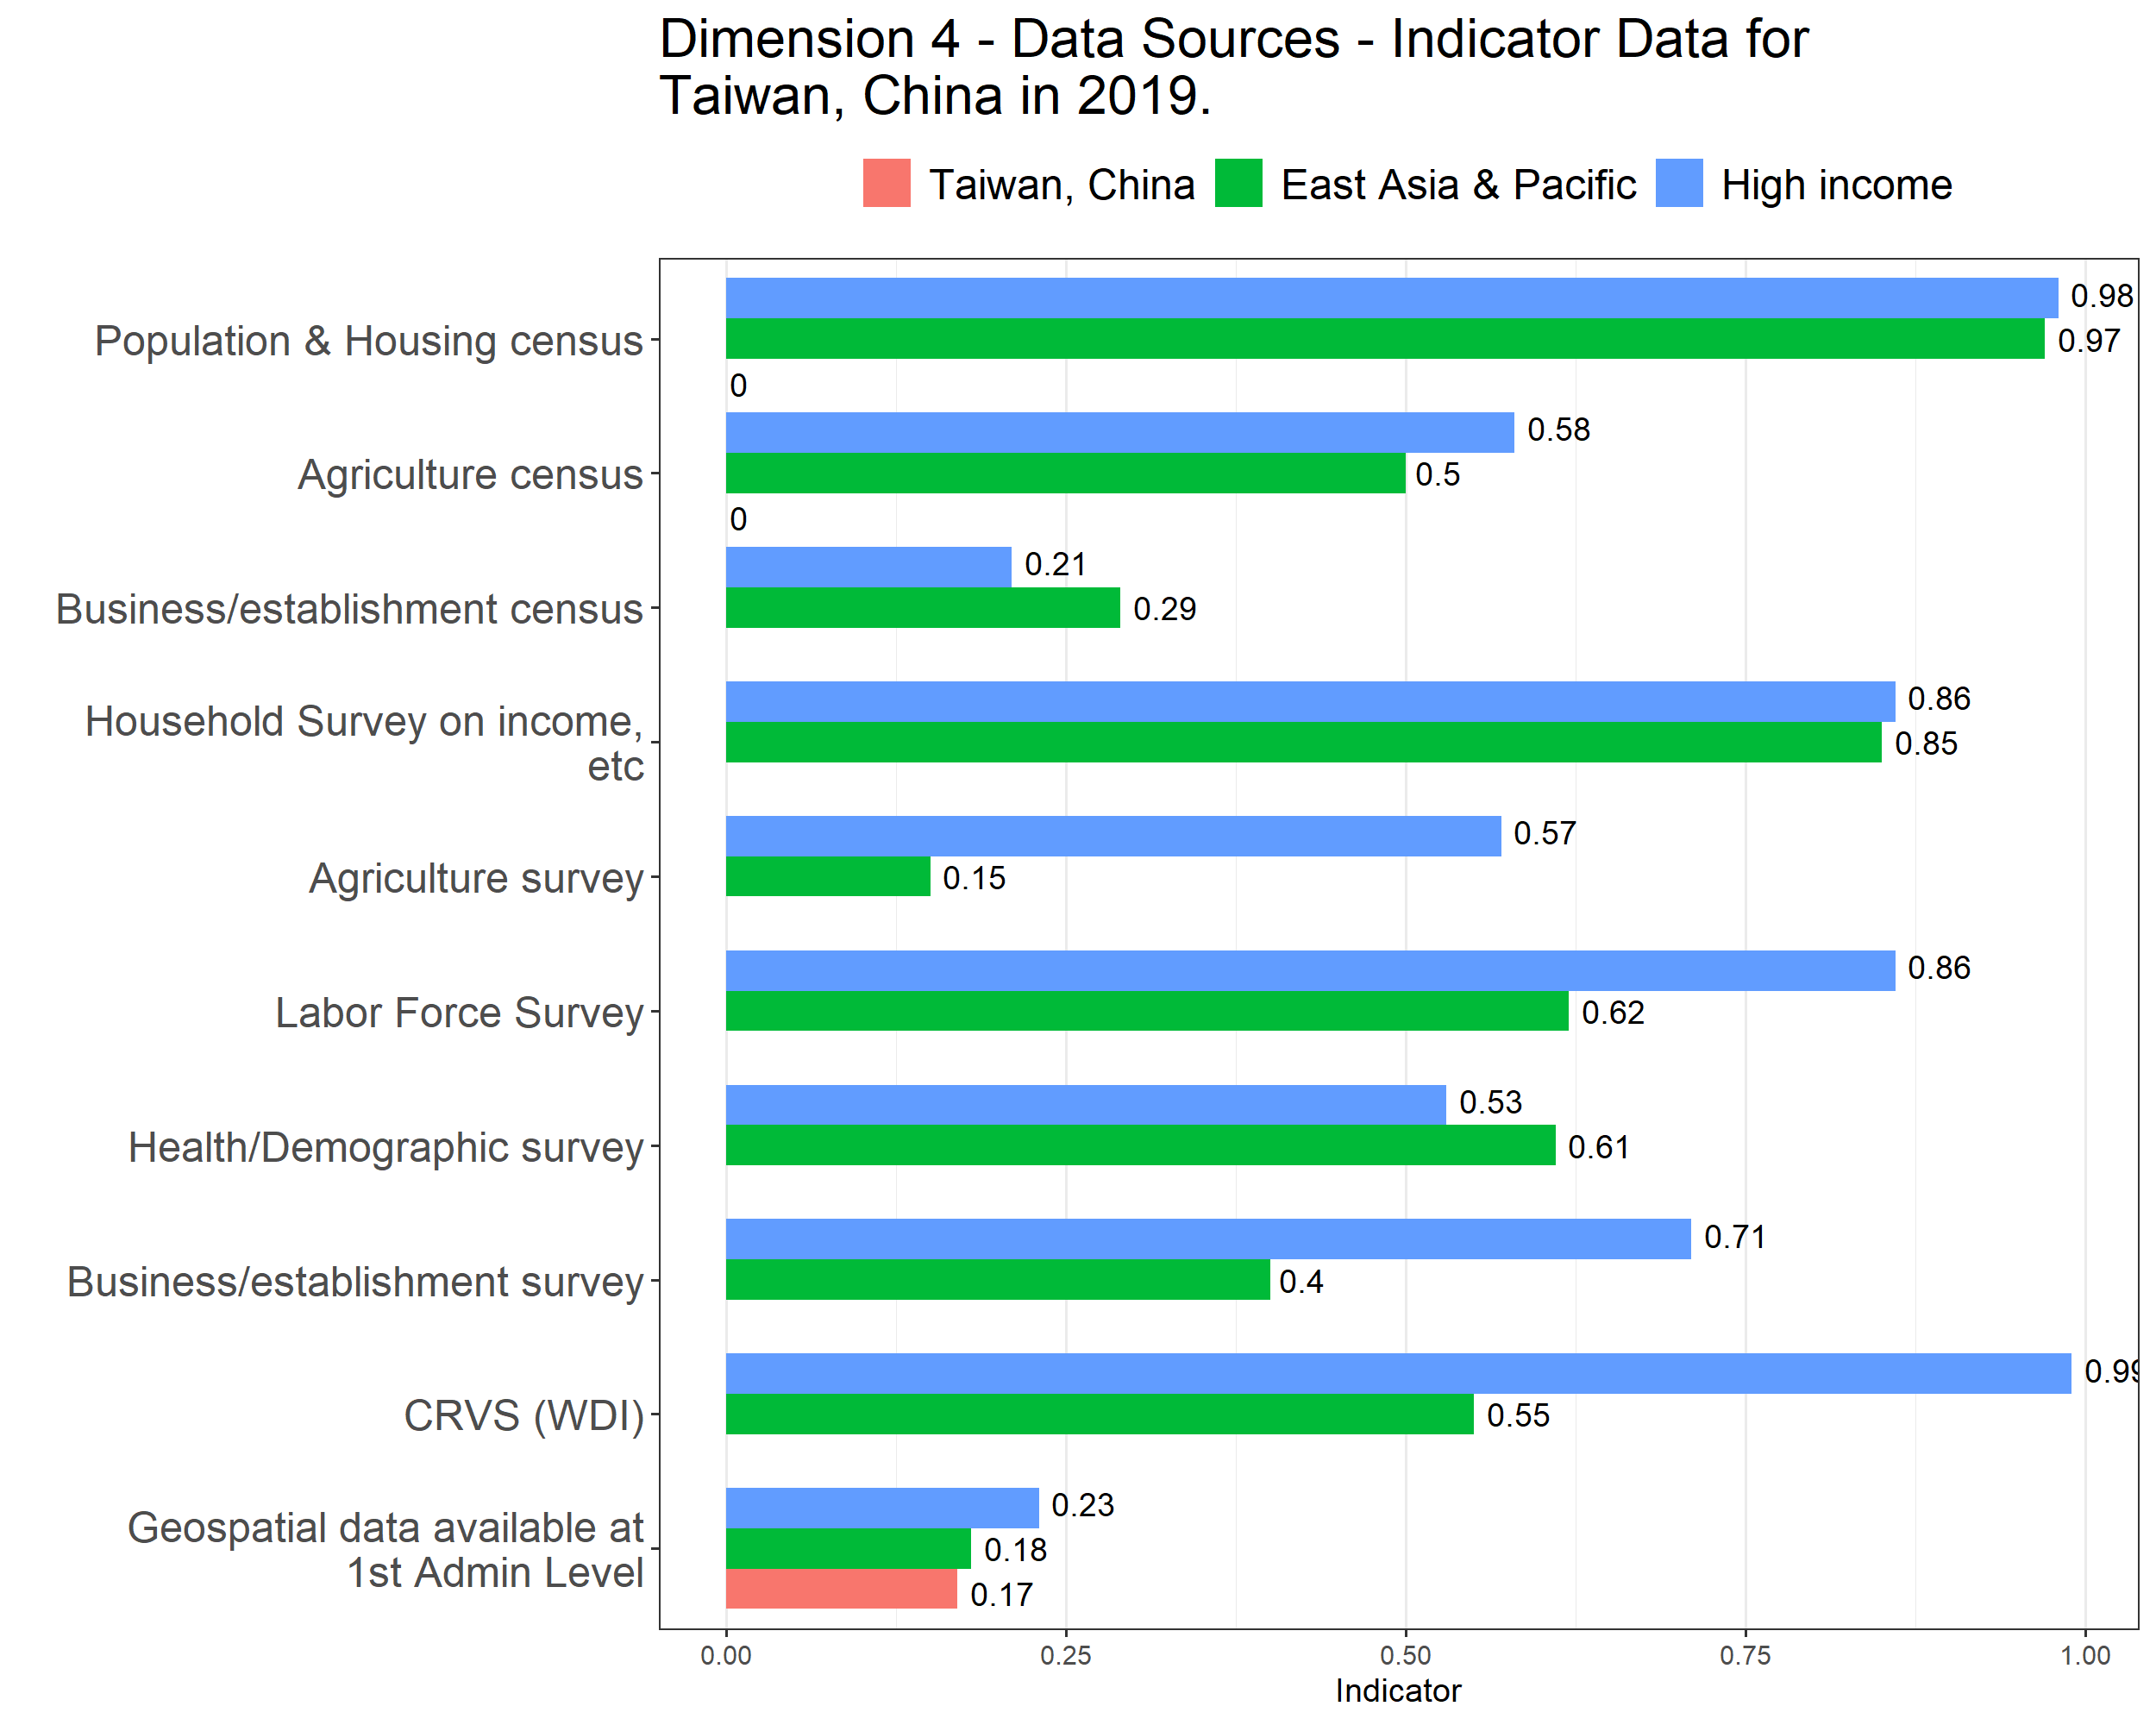 Dimension 4 - Data Sources - Indicator Data for
Taiwan, China in 2019.
Taiwan, China
East Asia & Pacific
High income
Population & Housing census
0.98
0.97
0
Agriculture census
0.58
0.5
0
Business/establishment census
0.21
0.29
Household Survey on income,
etc
0.86
0.85
Agriculture survey
0.57
0.15
Labor Force Survey
0.86
0.62
Health/Demographic survey
0.53
0.61
Business/establishment survey
0.71
0.4
CRVS (WDI)
0.99
0.55
Geospatial data available at
1st Admin Level
0.23
0.18
0.17
0.00
0.25
0.50
0.75
1.00
Indicator